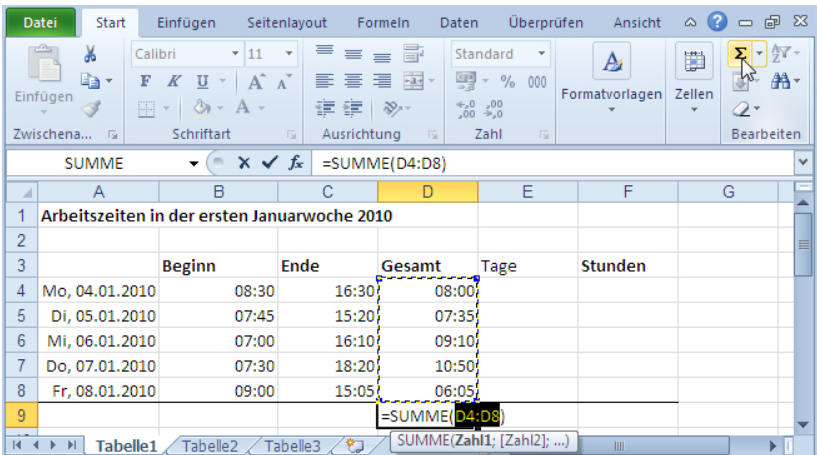 Datei Start Einfügen Seitenlayout Formeln Daten Überprüfen Ansicht
Calibri 11 Standard Σ
F K U A A % 000
Einfügen A Formatvorlagen Zellen
Zwischena... Schriftart Ausrichtung Zahl Bearbeiten
SUMME fx =SUMME(D4:D8)
A B C D E F G
1 Arbeitszeiten in der ersten Januarwoche 2010
2
3 Beginn Ende Gesamt Tage Stunden
4 Mo, 04.01.2010 08:30 16:30 08:00
5 Di, 05.01.2010 07:45 15:20 07:35
6 Mi, 06.01.2010 07:00 16:10 09:10
7 Do, 07.01.2010 07:30 18:20 10:50
8 Fr, 08.01.2010 09:00 15:05 06:05
9 =SUMME(D4:D8)
Tabelle1 Tabelle2 Tabelle3 SUMME(Zahl1; [Zahl2]; ...)